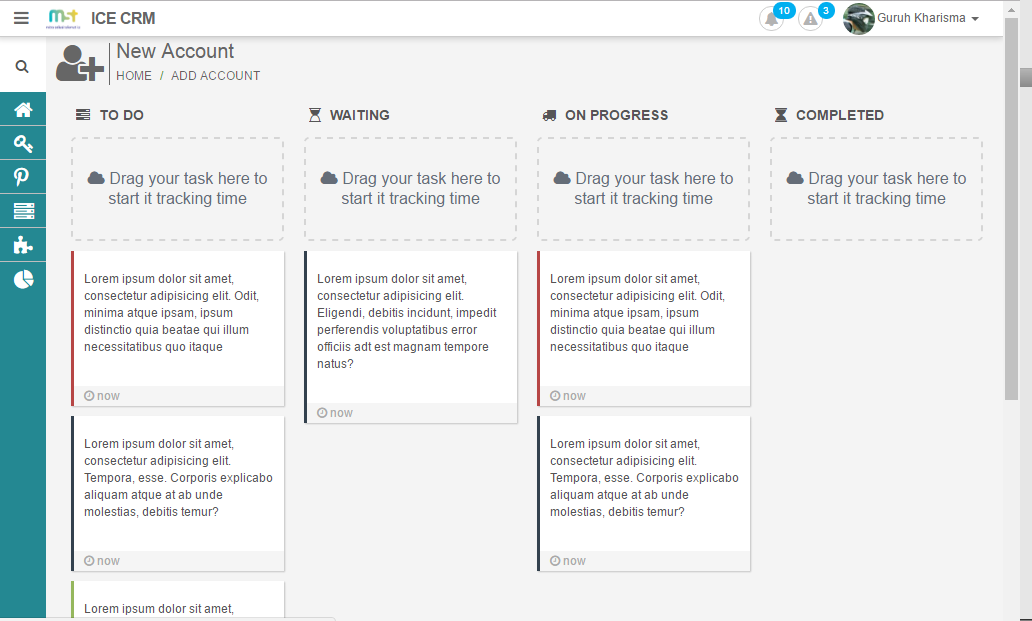 mst
ICE CRM
10
3
Guruh Kharisma
New Account
HOME / ADD ACCOUNT
TO DO
Drag your task here to
start it tracking time
Lorem ipsum dolor sit amet,
consectetur adipisicing elit. Odit,
minima atque ipsam, ipsum
distinctio quia beatae qui illum
necessitatibus quo itaque
now
Lorem ipsum dolor sit amet,
consectetur adipisicing elit.
Tempora, esse. Corporis explicabo
aliquam atque at ab unde
molestias, debitis temur?
now
Lorem ipsum dolor sit amet,
WAITING
Drag your task here to
start it tracking time
Lorem ipsum dolor sit amet,
consectetur adipisicing elit.
Eligendi, debitis incidunt, impedit
perferendis voluptatibus error
officiis adt est magnam tempore
natus?
now
ON PROGRESS
Drag your task here to
start it tracking time
Lorem ipsum dolor sit amet,
consectetur adipisicing elit. Odit,
minima atque ipsam, ipsum
distinctio quia beatae qui illum
necessitatibus quo itaque
now
Lorem ipsum dolor sit amet,
consectetur adipisicing elit.
Tempora, esse. Corporis explicabo
aliquam atque at ab unde
molestias, debitis temur?
now
COMPLETED
Drag your task here to
start it tracking time